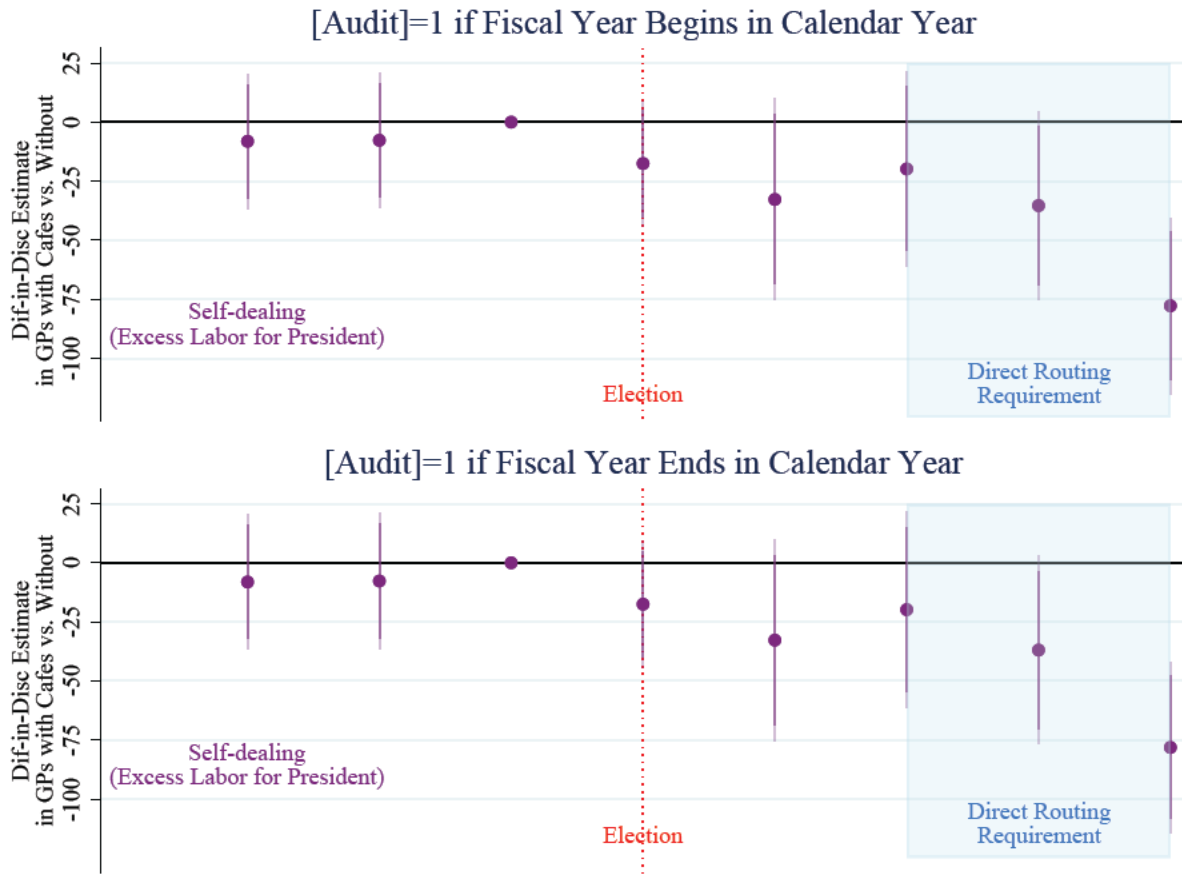 [Audit]=1 if Fiscal Year Begins in Calendar Year
Dif-in-Disc Estimate
in GPs with Cafes vs. Without
25
0
-25
-50
-75
-100
Self-dealing
(Excess Labor for President)
Election
Direct Routing
Requirement
[Audit]=1 if Fiscal Year Ends in Calendar Year
Dif-in-Disc Estimate
in GPs with Cafes vs. Without
25
0
-25
-50
-75
-100
Self-dealing
(Excess Labor for President)
Election
Direct Routing
Requirement